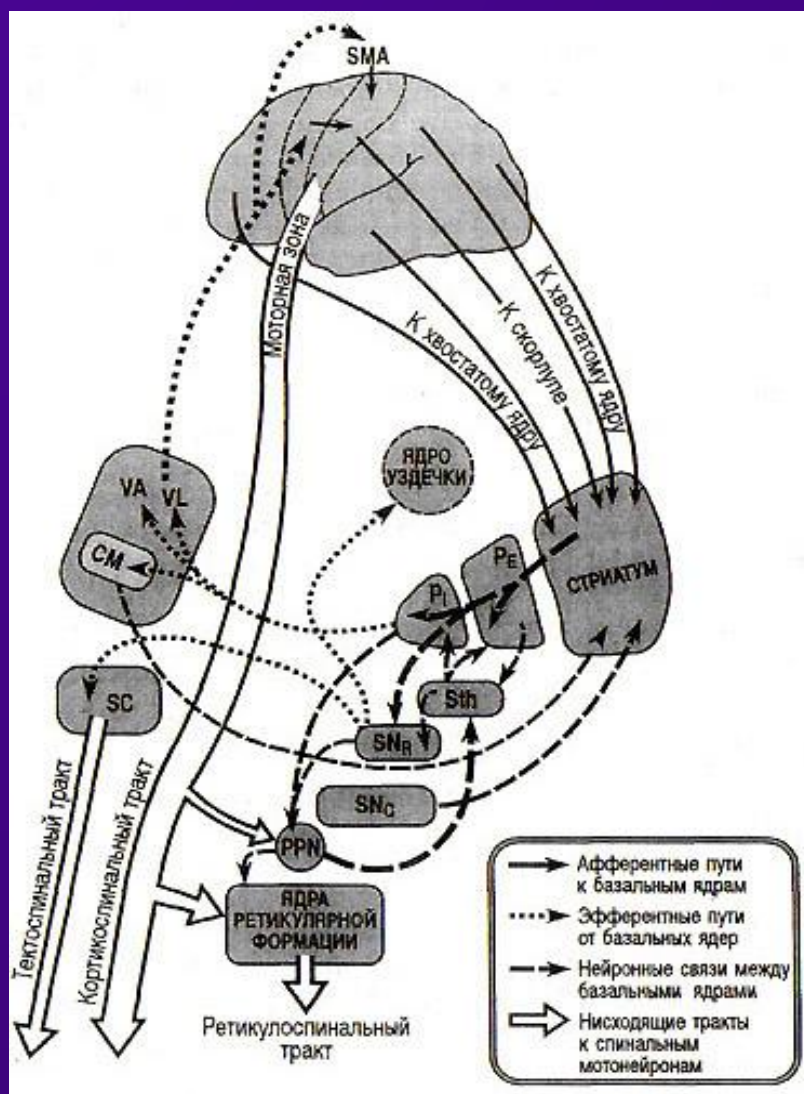 SMA
Моторная зона
К хвостатому ядру
К скорлупе
К хвостатому ядру
ЯДРО
УЗДЕЧКИ
VA
VL
CM
PE
PI
СТРИАТУМ
SC
Sth
SNR
SNC
PPN
Тектоспинальный тракт
Кортикоспинальный тракт
ЯДРА
РЕТИКУЛЯРНОЙ
ФОРМАЦИИ
Ретикулоспинальный
тракт
Афферентные пути
к базальным ядрам
Эфферентные пути
от базальных ядер
Нейронные связи между
базальными ядрами
Нисходящие тракты
к спинальным
мотонейронам